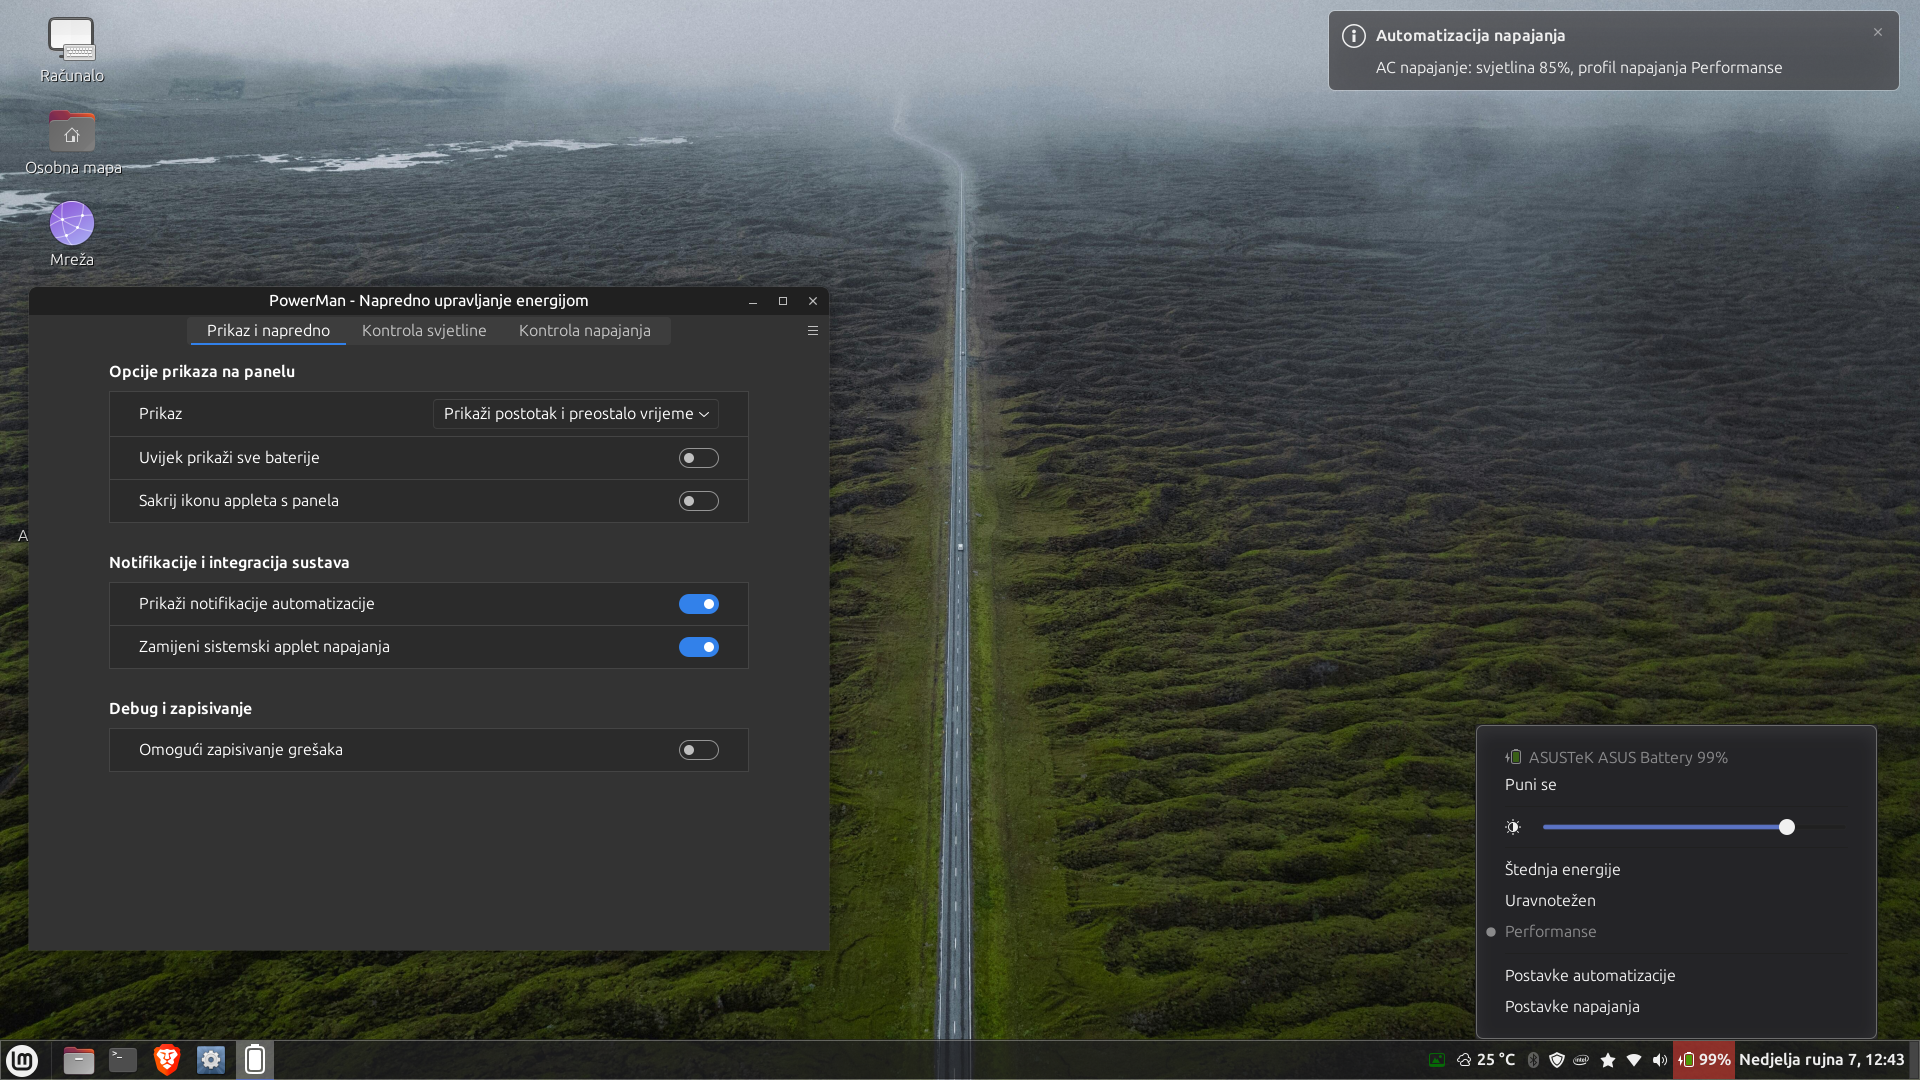 Računalo
Osobna mapa
Mreža
A
Automatizacija napajanja
AC napajanje: svjetlina 85%, profil napajanja Performanse
PowerMan - Napredno upravljanje energijom
Prikaz i napredno
Kontrola svjetline
Kontrola napajanja
Opcije prikaza na panelu
Prikaz
Prikaži postotak i preostalo vrijeme
Uvijek prikaži sve baterije
Sakrij ikonu appleta s panela
Notifikacije i integracija sustava
Prikaži notifikacije automatizacije
Zamijeni sistemski applet napajanja
Debug i zapisivanje
Omogući zapisivanje grešaka
ASUSTeK ASUS Battery 99%
Puni se
Štednja energije
Uravnotežen
Performanse
Postavke automatizacije
Postavke napajanja
25 °C
intel
99%
Nedjelja rujna 7, 12:43